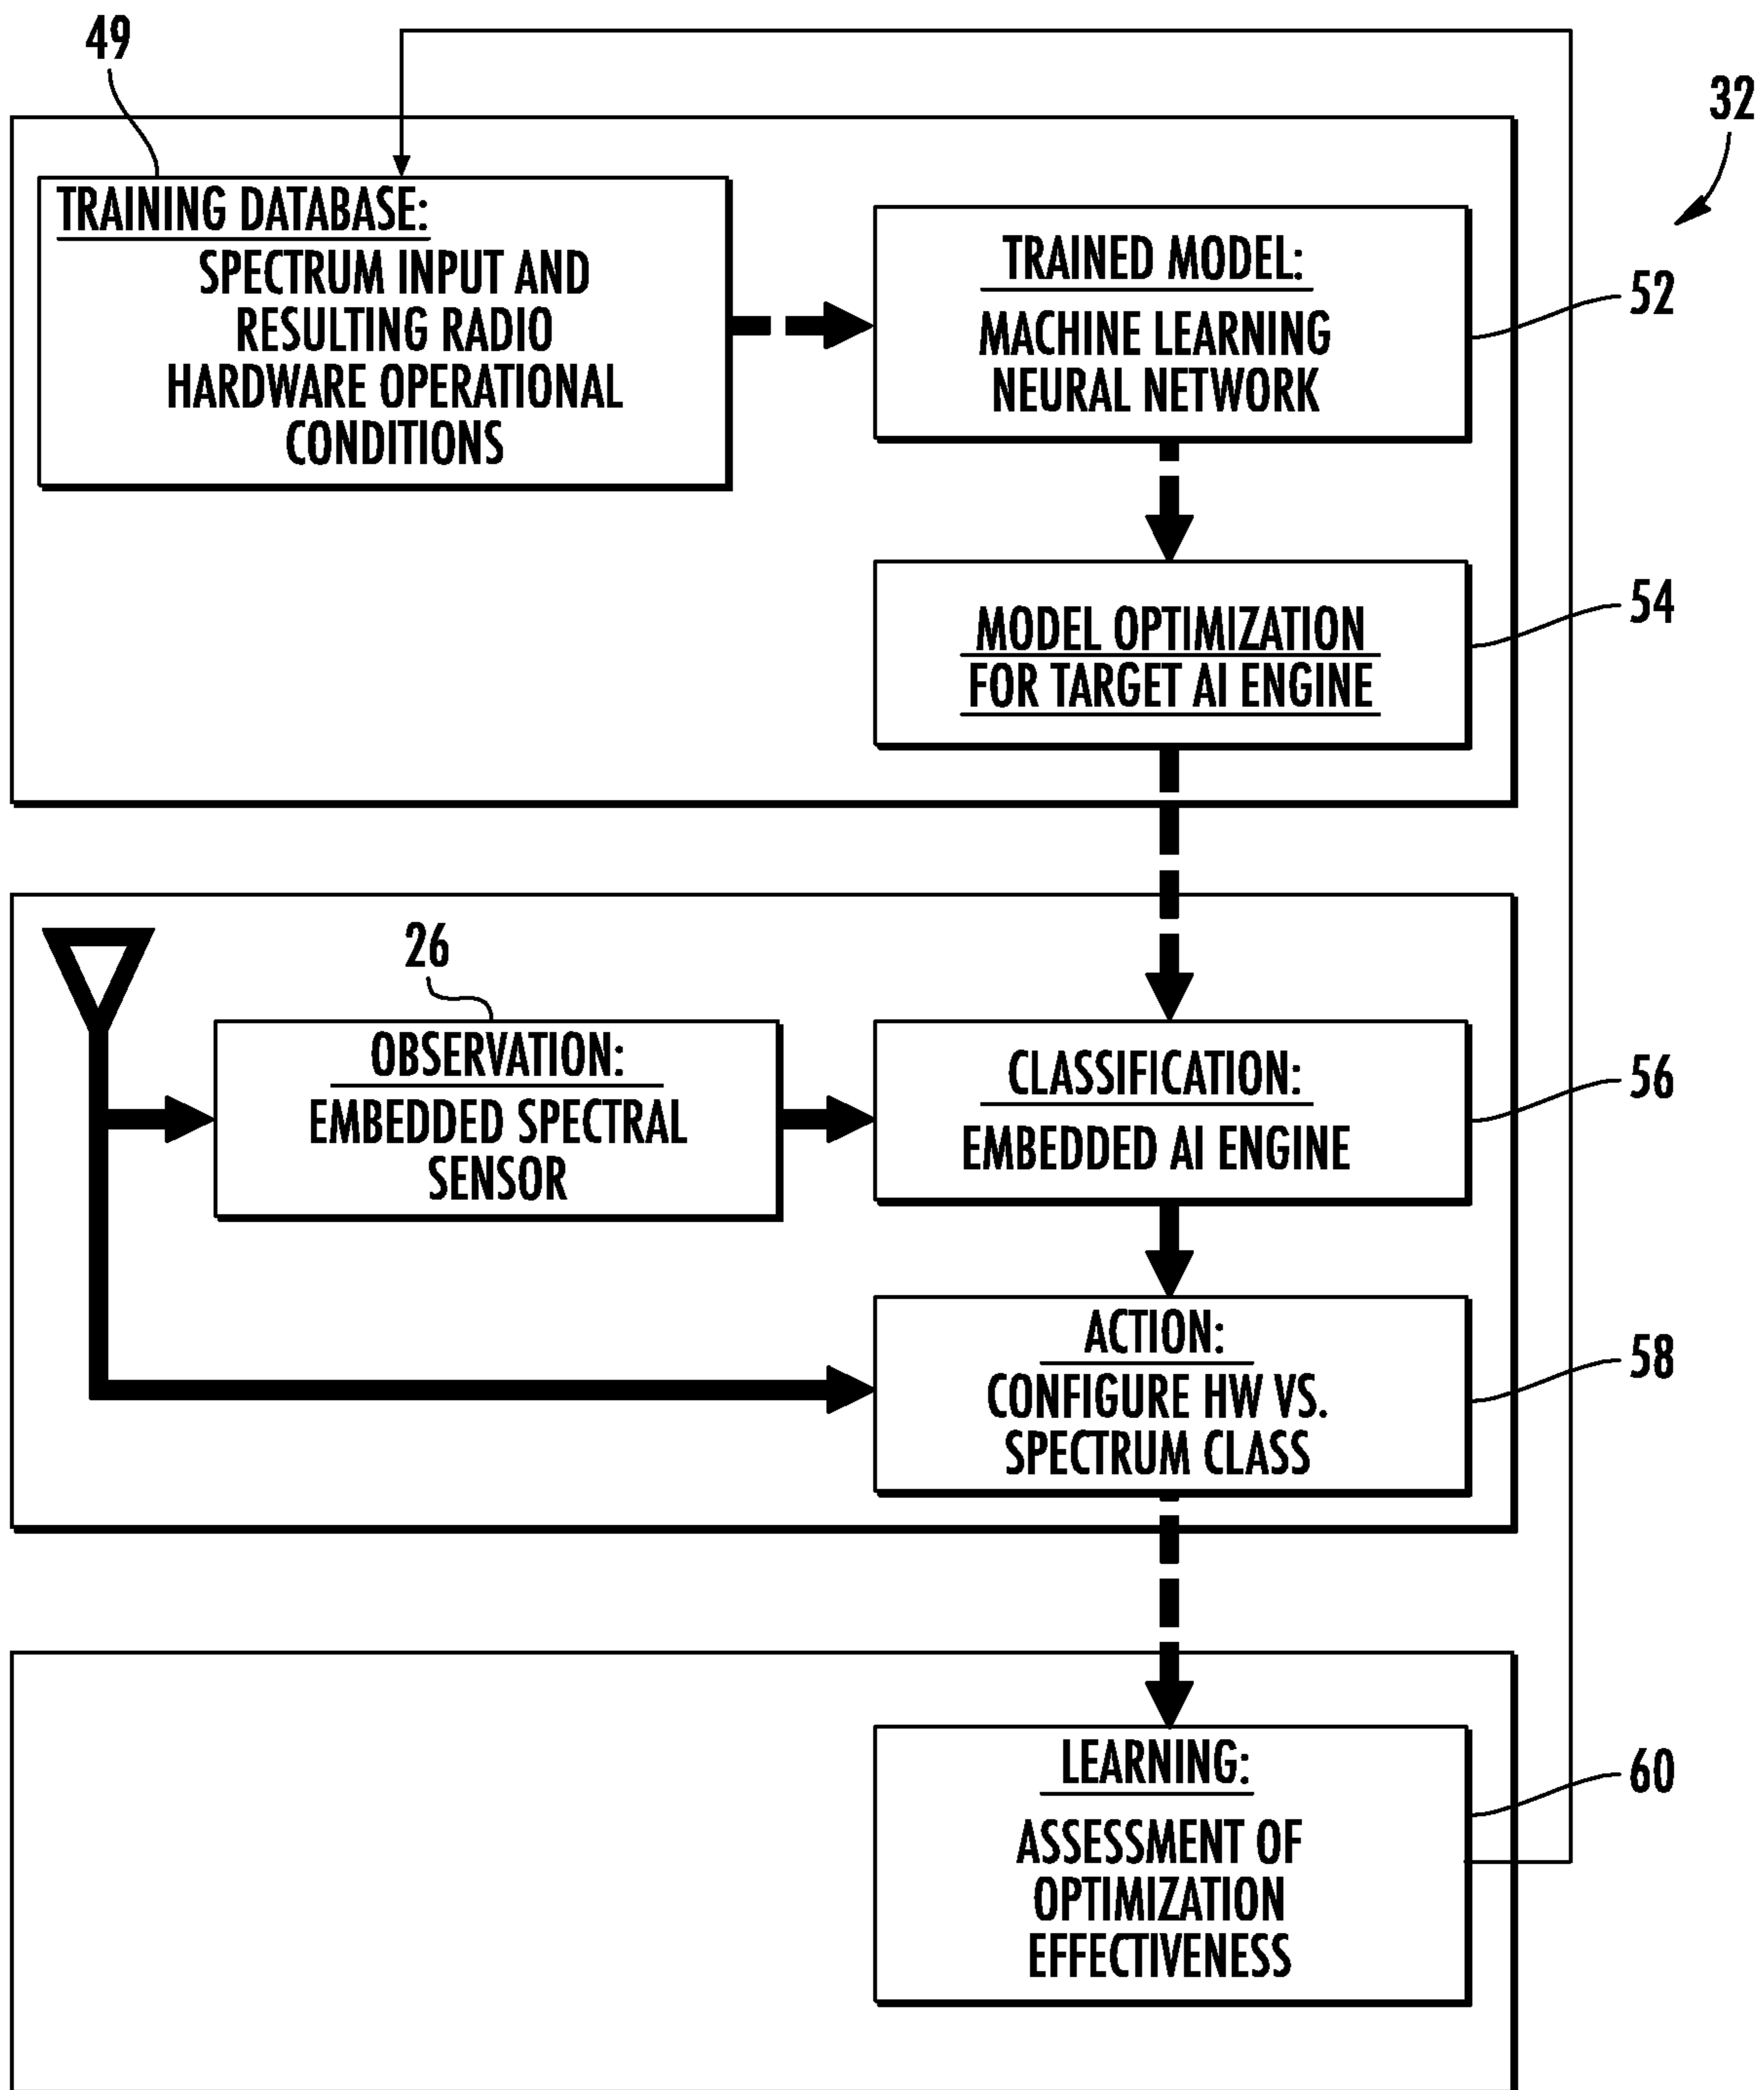 49
32
TRAINING DATABASE:
SPECTRUM INPUT AND
RESULTING RADIO
HARDWARE OPERATIONAL
CONDITIONS
TRAINED MODEL:
MACHINE LEARNING
NEURAL NETWORK
52
MODEL OPTIMIZATION
FOR TARGET AI ENGINE
54
26
OBSERVATION:
EMBEDDED SPECTRAL
SENSOR
CLASSIFICATION:
EMBEDDED AI ENGINE
56
ACTION:
CONFIGURE HW VS.
SPECTRUM CLASS
58
LEARNING:
ASSESSMENT OF
OPTIMIZATION
EFFECTIVENESS
60